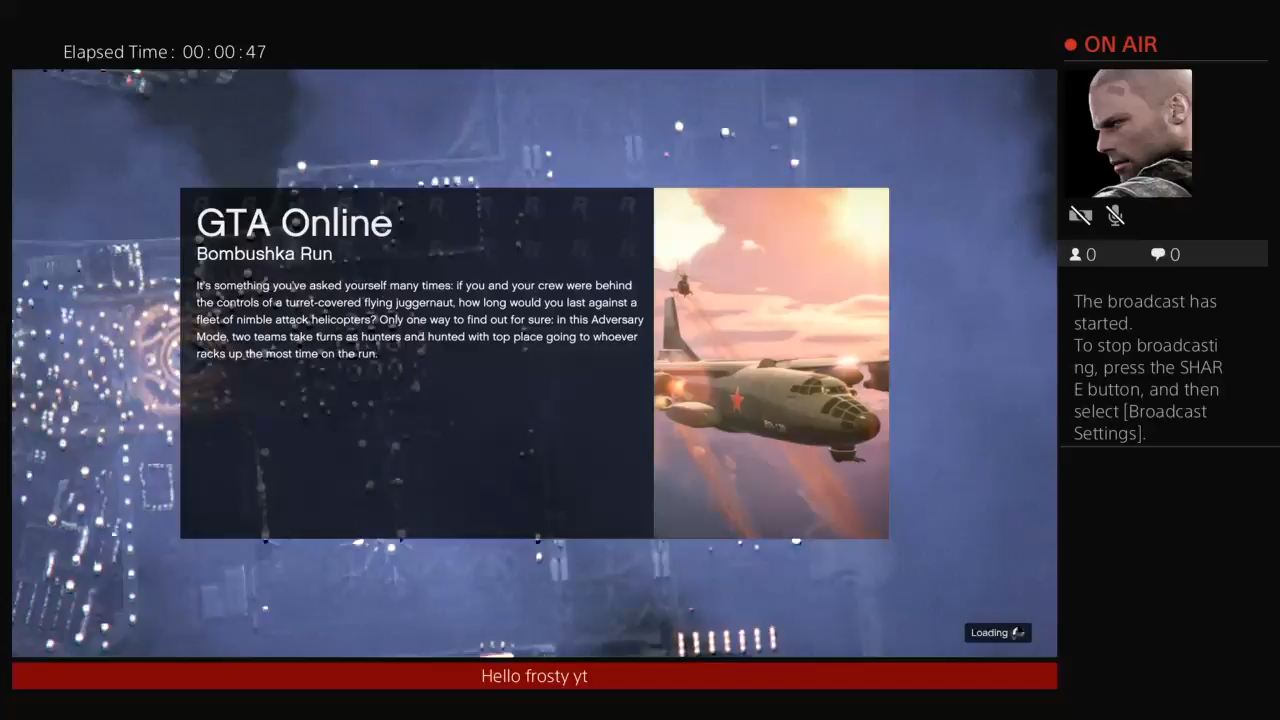 Elapsed Time: 00:00:47
ON AIR
GTA Online
Bombushka Run
It's something you've asked yourself many times: if you and your crew were behind
the controls of a turret-covered flying juggernaut, how long would you last against a
fleet of nimble attack helicopters? Only one way to find out for sure: in this Adversary
Mode, two teams take turns as hunters and hunted with top place going to whoever
racks up the most time on the run.
0
0
The broadcast has
started.
To stop broadcasti
ng, press the SHAR
E button, and then
select [Broadcast
Settings].
Loading
Hello frosty yt